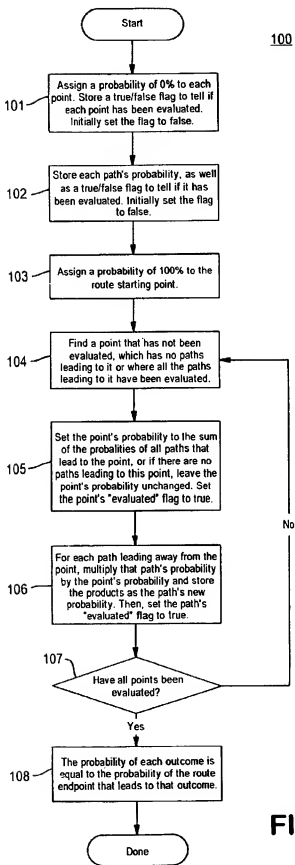 Start
100
101
Assign a probability of 0% to each
point. Store a true/false flag to tell if
each point has been evaluated.
Initially set the flag to false.
102
Store each path's probability, as well
as a true/false flag to tell if it has
been evaluated. Initially set the flag
to false.
103
Assign a probability of 100% to the
route starting point.
104
Find a point that has not been
evaluated, which has no paths
leading to it or where all the paths
leading to it have been evaluated.
105
Set the point's probability to the sum
of the probalities of all paths that
lead to the point, or if there are no
paths leading to this point, leave the
point's probability unchanged. Set
the point's "evaluated" flag to true.
No
106
For each path leading away from the
point, multiply that path's probability
by the point's probability and store
the products as the path's new
probability. Then, set the path's
"evaluated" flag to true.
107
Have all points been
evaluated?
Yes
108
The probability of each outcome is
equal to the probability of the route
endpoint that leads to that outcome.
FI
Done